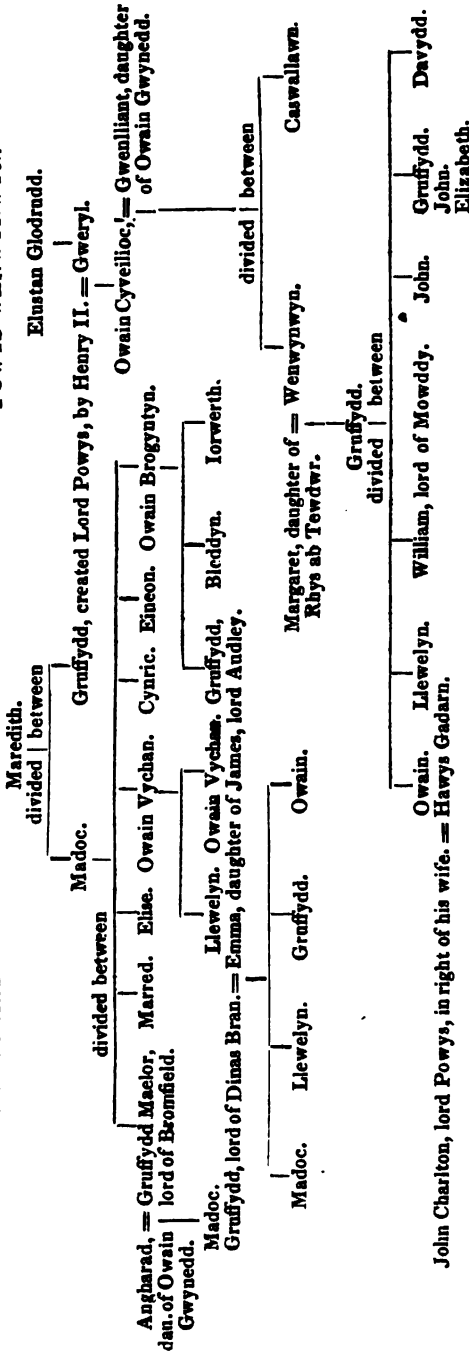 Maredith.
divided | between
Madoc.
Gruffydd, created Lord Powys, by Henry II. = Gweryl.
Elustan Glodrudd.
divided between
Angharad, = Gruffydd Maelor,
dau. of Owain | lord of Bromfield.
Gwynedd.
Marred. Elise. Owain Vychan. Cynric. Eineon. Owain Brogyntyn.
Owain Cyveilioc, = Gwenlliant, daughter
of Owain Gwynedd.
Madoc.
Llewelyn. Owain Vychan. Gruffydd, Bleddyn. Iorwerth.
Gruffydd, lord of Dinas Bran. = Emma, daughter of James, lord Audley.
divided | between
Caswallawn.
Margaret, daughter of = Wenwynwyn.
Rhys ab Tewdwr.
Madoc. Llewelyn. Gruffydd. Owain.
Gruffydd.
divided | between
Owain. Llewelyn. William, lord of Mowddy. John. Gruffydd. Davydd.
John.
Elizabeth.
John Charlton, lord Powys, in right of his wife. = Hawys Gadarn.